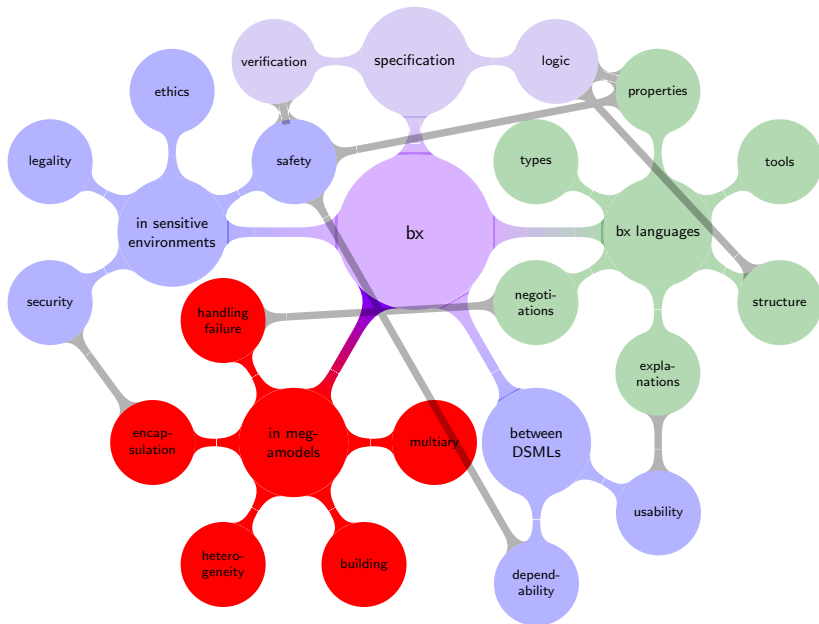 verification
specification
logic
ethics
properties
legality
safety
types
tools
in sensitive
environments
bx
bx languages
security
handling
failure
negoti-
ations
structure
expla-
nations
encap-
sulation
in meg-
amodels
multiary
between
DSMLs
usability
hetero-
geneity
building
depend-
ability